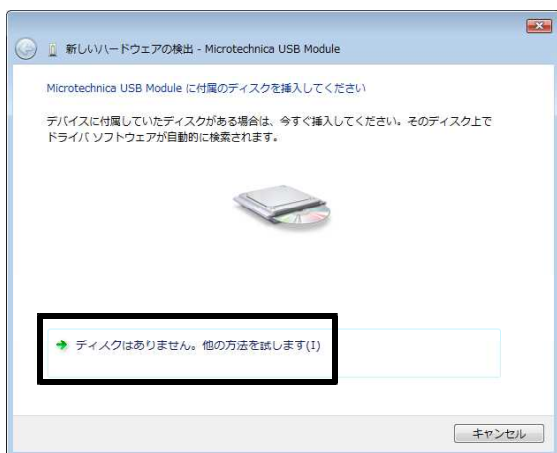 新しいハードウェアの検出 - Microtechnica USB Module
Microtechnica USB Module に付属のディスクを挿入してください
デバイスに付属していたディスクがある場合は、今すぐ挿入してください。そのディスク上で
ドライバ ソフトウェアが自動的に検索されます。
ディスクはありません。他の方法を試します(I)
キャンセル